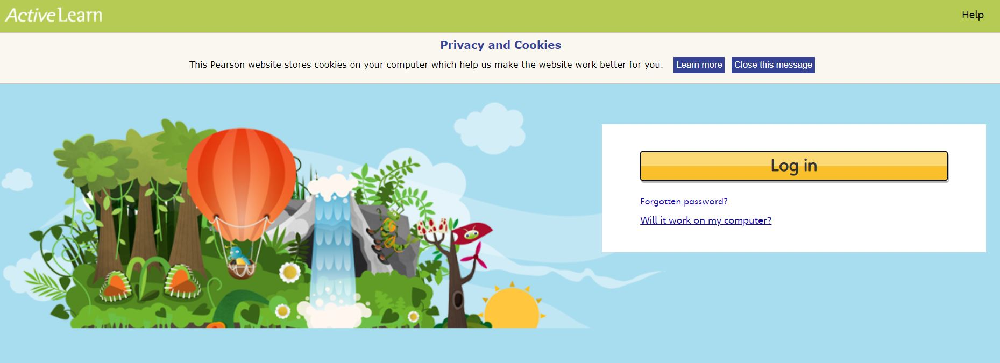 ActiveLearn
Help
Privacy and Cookies
This Pearson website stores cookies on your computer which help us make the website work better for you. Learn more Close this message
Log in
Forgotten password?
Will it work on my computer?